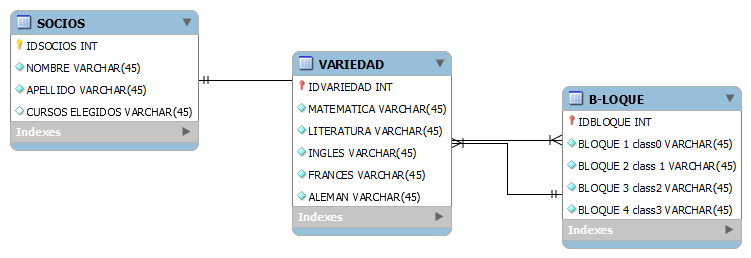 SOCIOS
IDSOCIOS INT
NOMBRE VARCHAR(45)
APELLIDO VARCHAR(45)
CURSOS ELEGIDOS VARCHAR(45)
Indexes
VARIEDAD
IDVARIEDAD INT
MATEMATICA VARCHAR(45)
LITERATURA VARCHAR(45)
INGLES VARCHAR(45)
FRANCES VARCHAR(45)
ALEMAN VARCHAR(45)
Indexes
B-LOQUE
IDBLOQUE INT
BLOQUE 1 class0 VARCHAR(45)
BLOQUE 2 class 1 VARCHAR(45)
BLOQUE 3 class2 VARCHAR(45)
BLOQUE 4 class3 VARCHAR(45)
Indexes